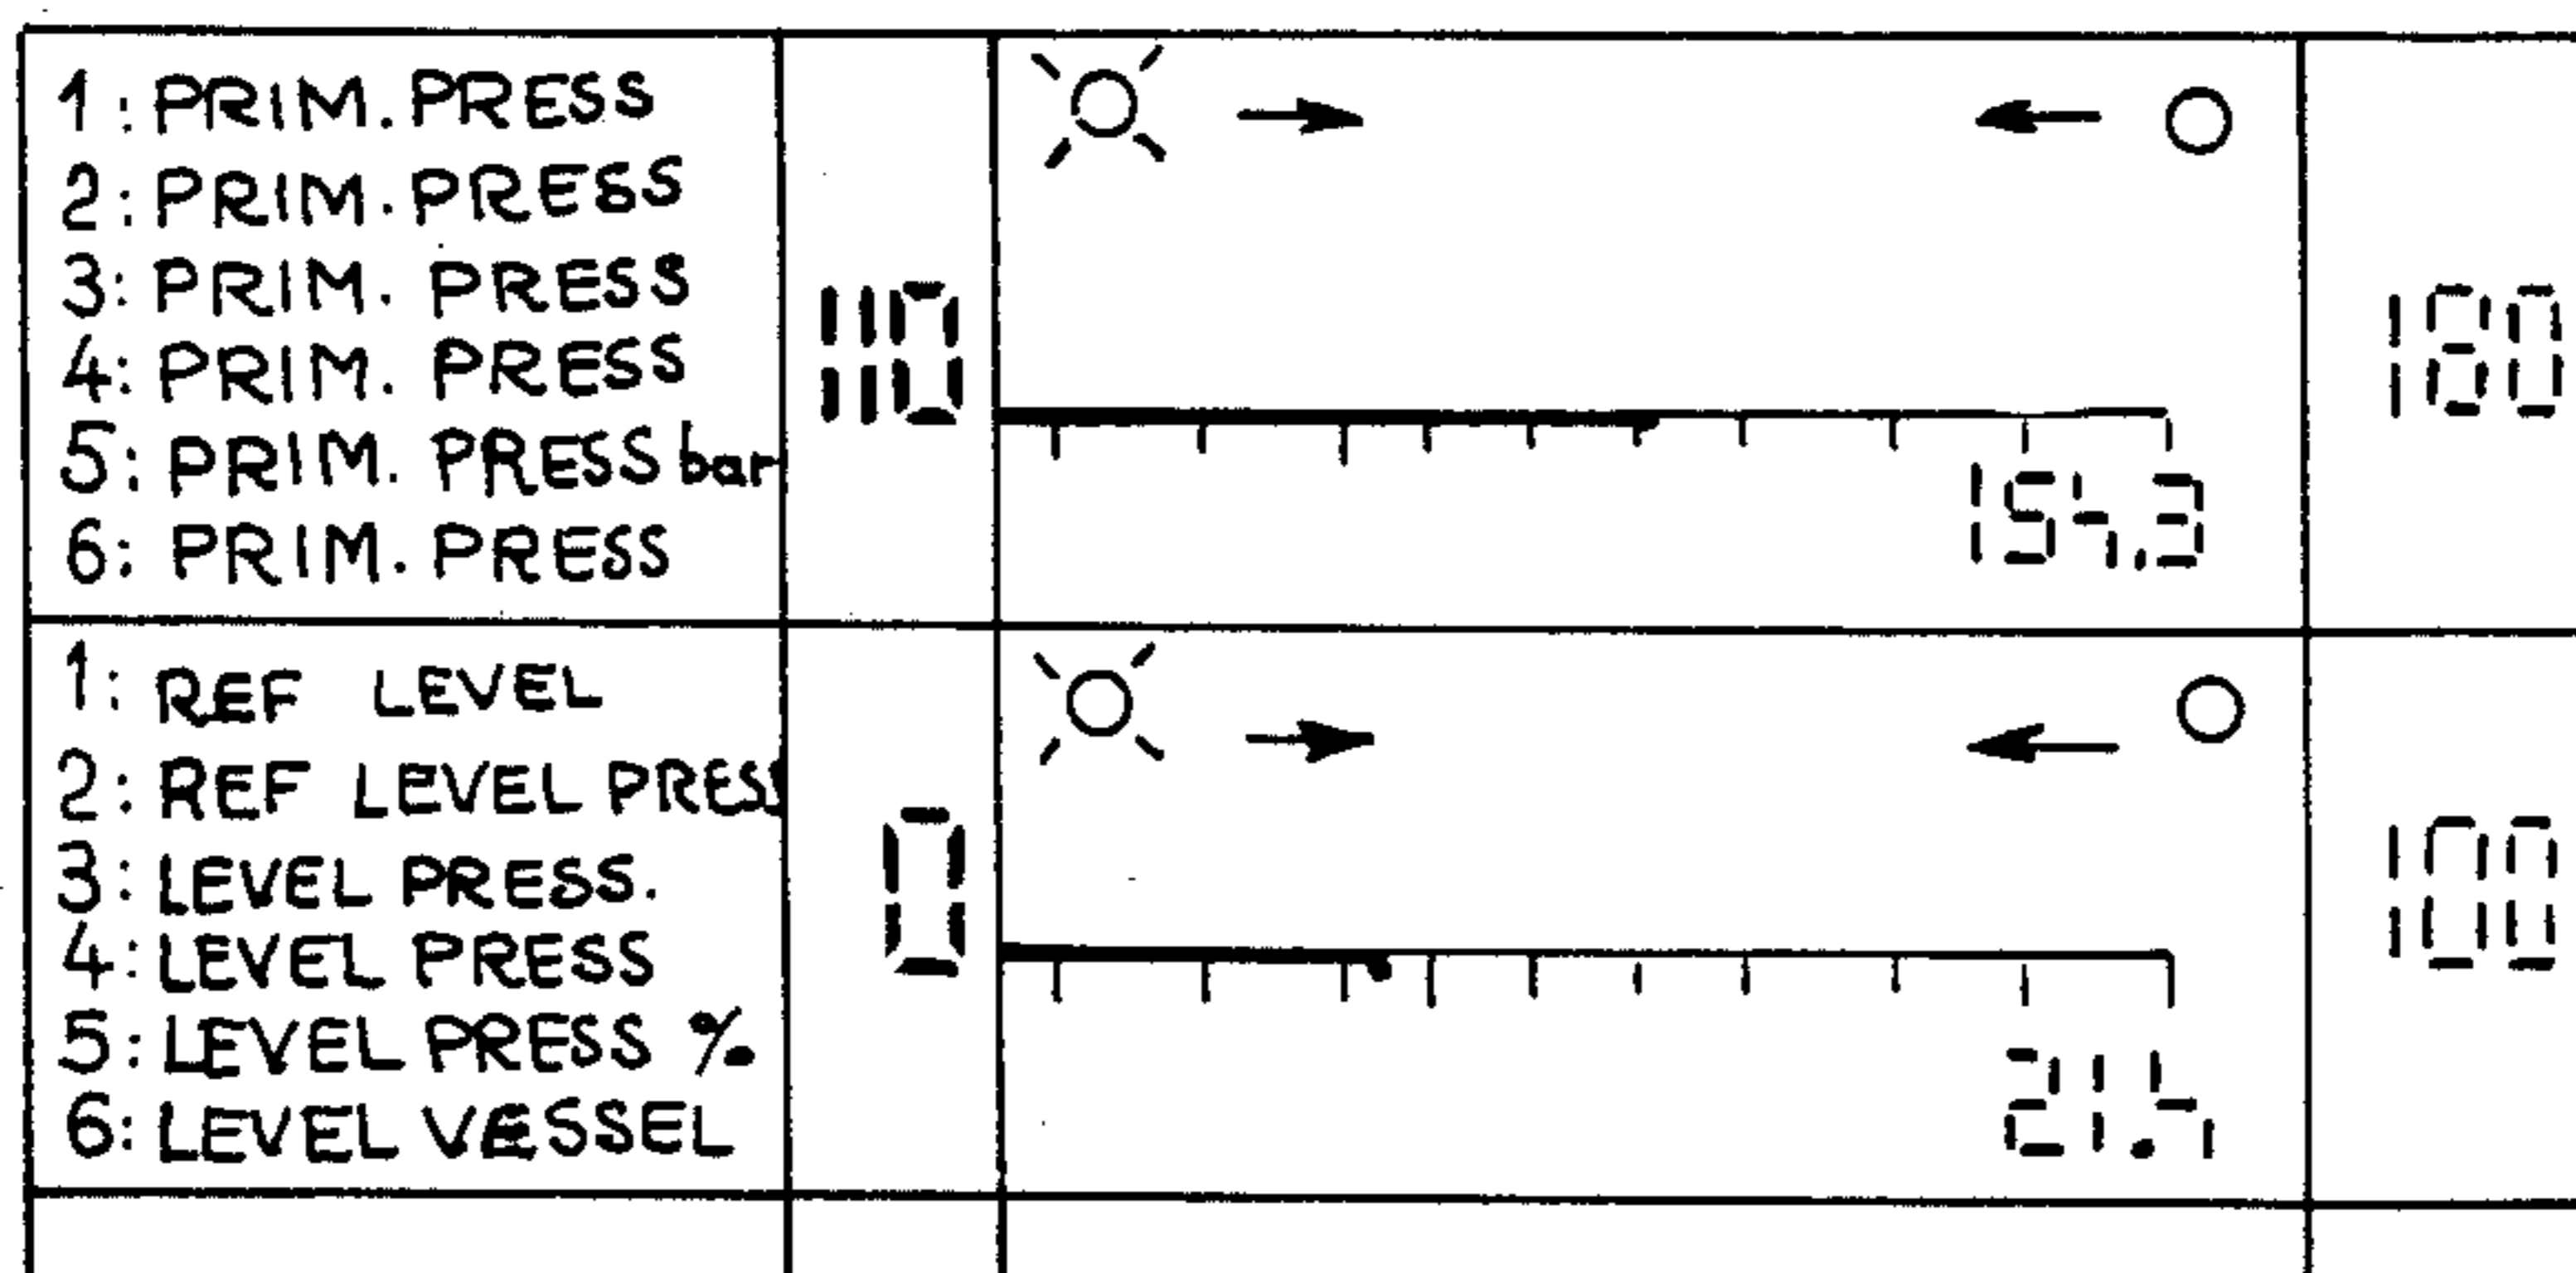 1: PRIM. PRESS
2: PRIM. PRESS
3: PRIM. PRESS
4: PRIM. PRESS
5: PRIM. PRESS bar
6: PRIM. PRESS
110
180
154.3
1: REF LEVEL
2: REF LEVEL PRESS
3: LEVEL PRESS.
4: LEVEL PRESS
5: LEVEL PRESS %
6: LEVEL VESSEL
0
100
21.4